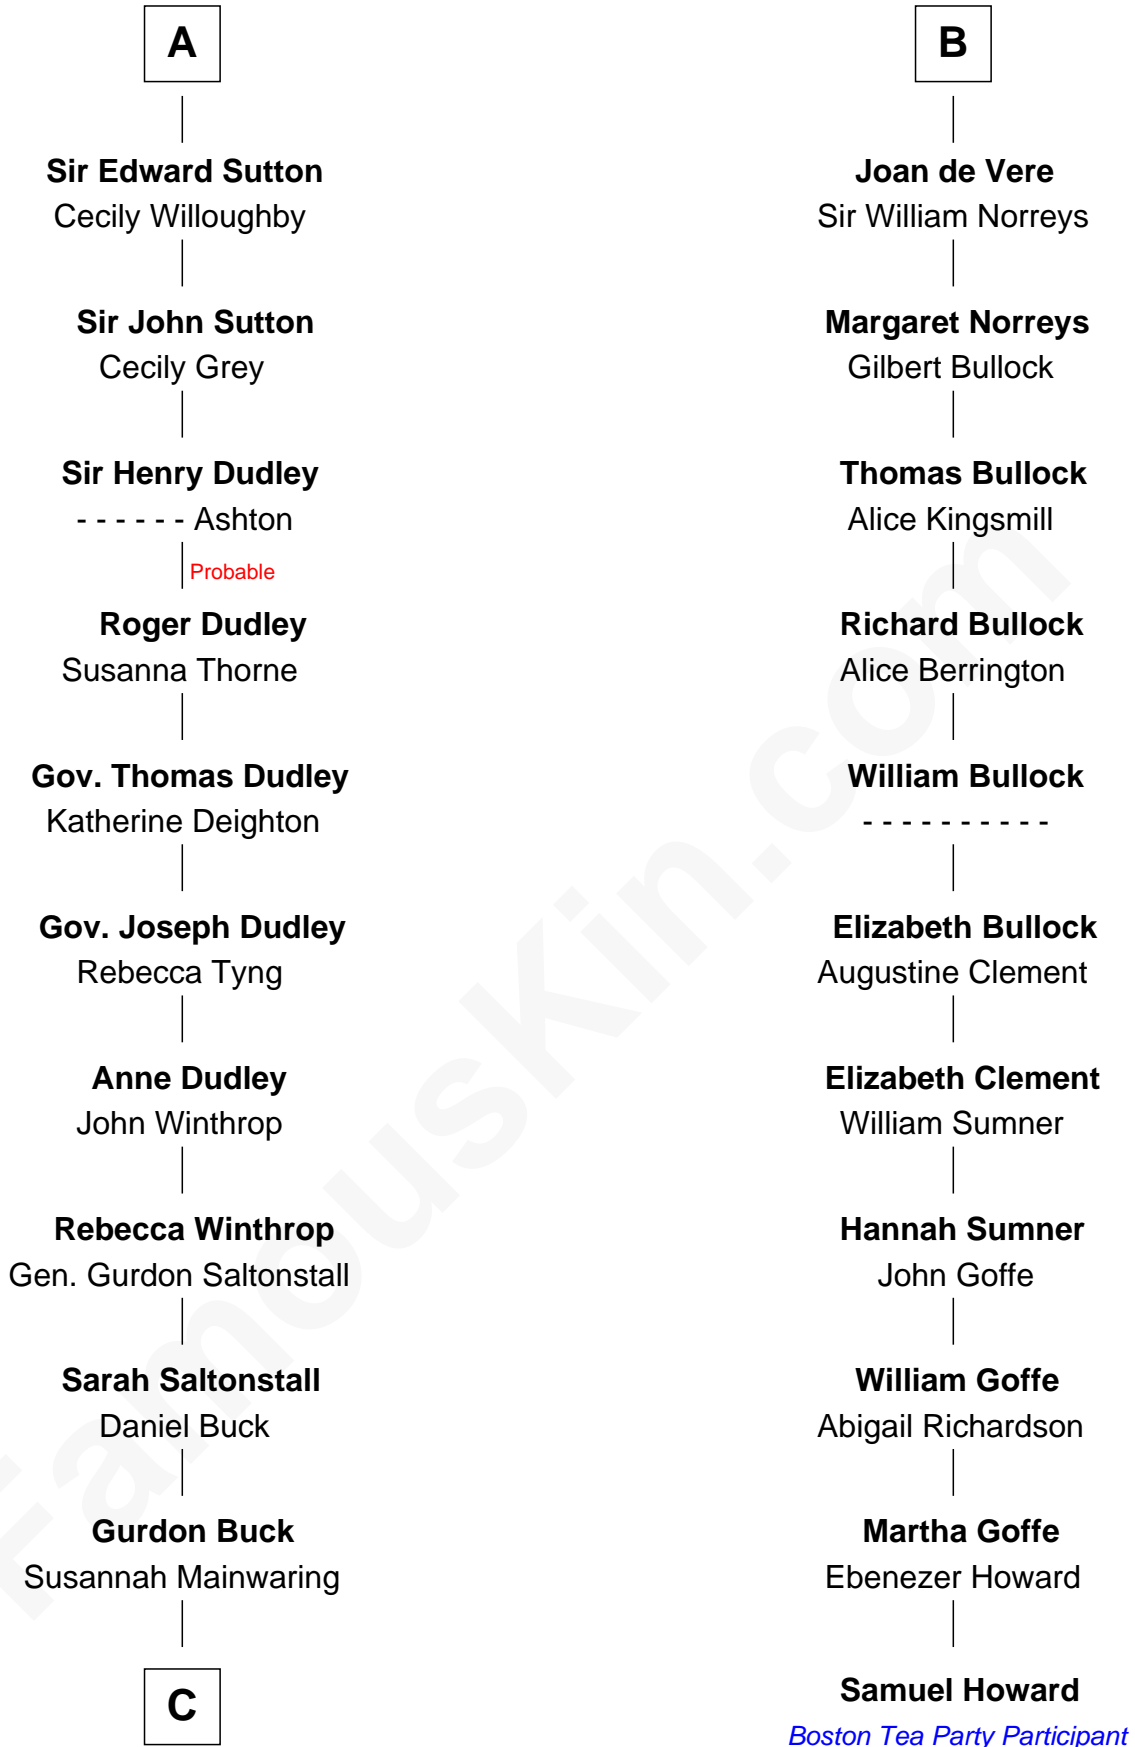 A
Sir Edward Sutton
Cecily Willoughby
Sir John Sutton
Cecily Grey
Sir Henry Dudley
- - - - - - Ashton
Probable
Roger Dudley
Susanna Thorne
Gov. Thomas Dudley
Katherine Deighton
Gov. Joseph Dudley
Rebecca Tyng
Anne Dudley
John Winthrop
Rebecca Winthrop
Gen. Gurdon Saltonstall
Sarah Saltonstall
Daniel Buck
Gurdon Buck
Susannah Mainwaring
C
B
Joan de Vere
Sir William Norreys
Margaret Norreys
Gilbert Bullock
Thomas Bullock
Alice Kingsmill
Richard Bullock
Alice Berrington
William Bullock
- - - - - - - - - -
Elizabeth Bullock
Augustine Clement
Elizabeth Clement
William Sumner
Hannah Sumner
John Goffe
William Goffe
Abigail Richardson
Martha Goffe
Ebenezer Howard
Samuel Howard
Boston Tea Party Participant
FamousKin.com